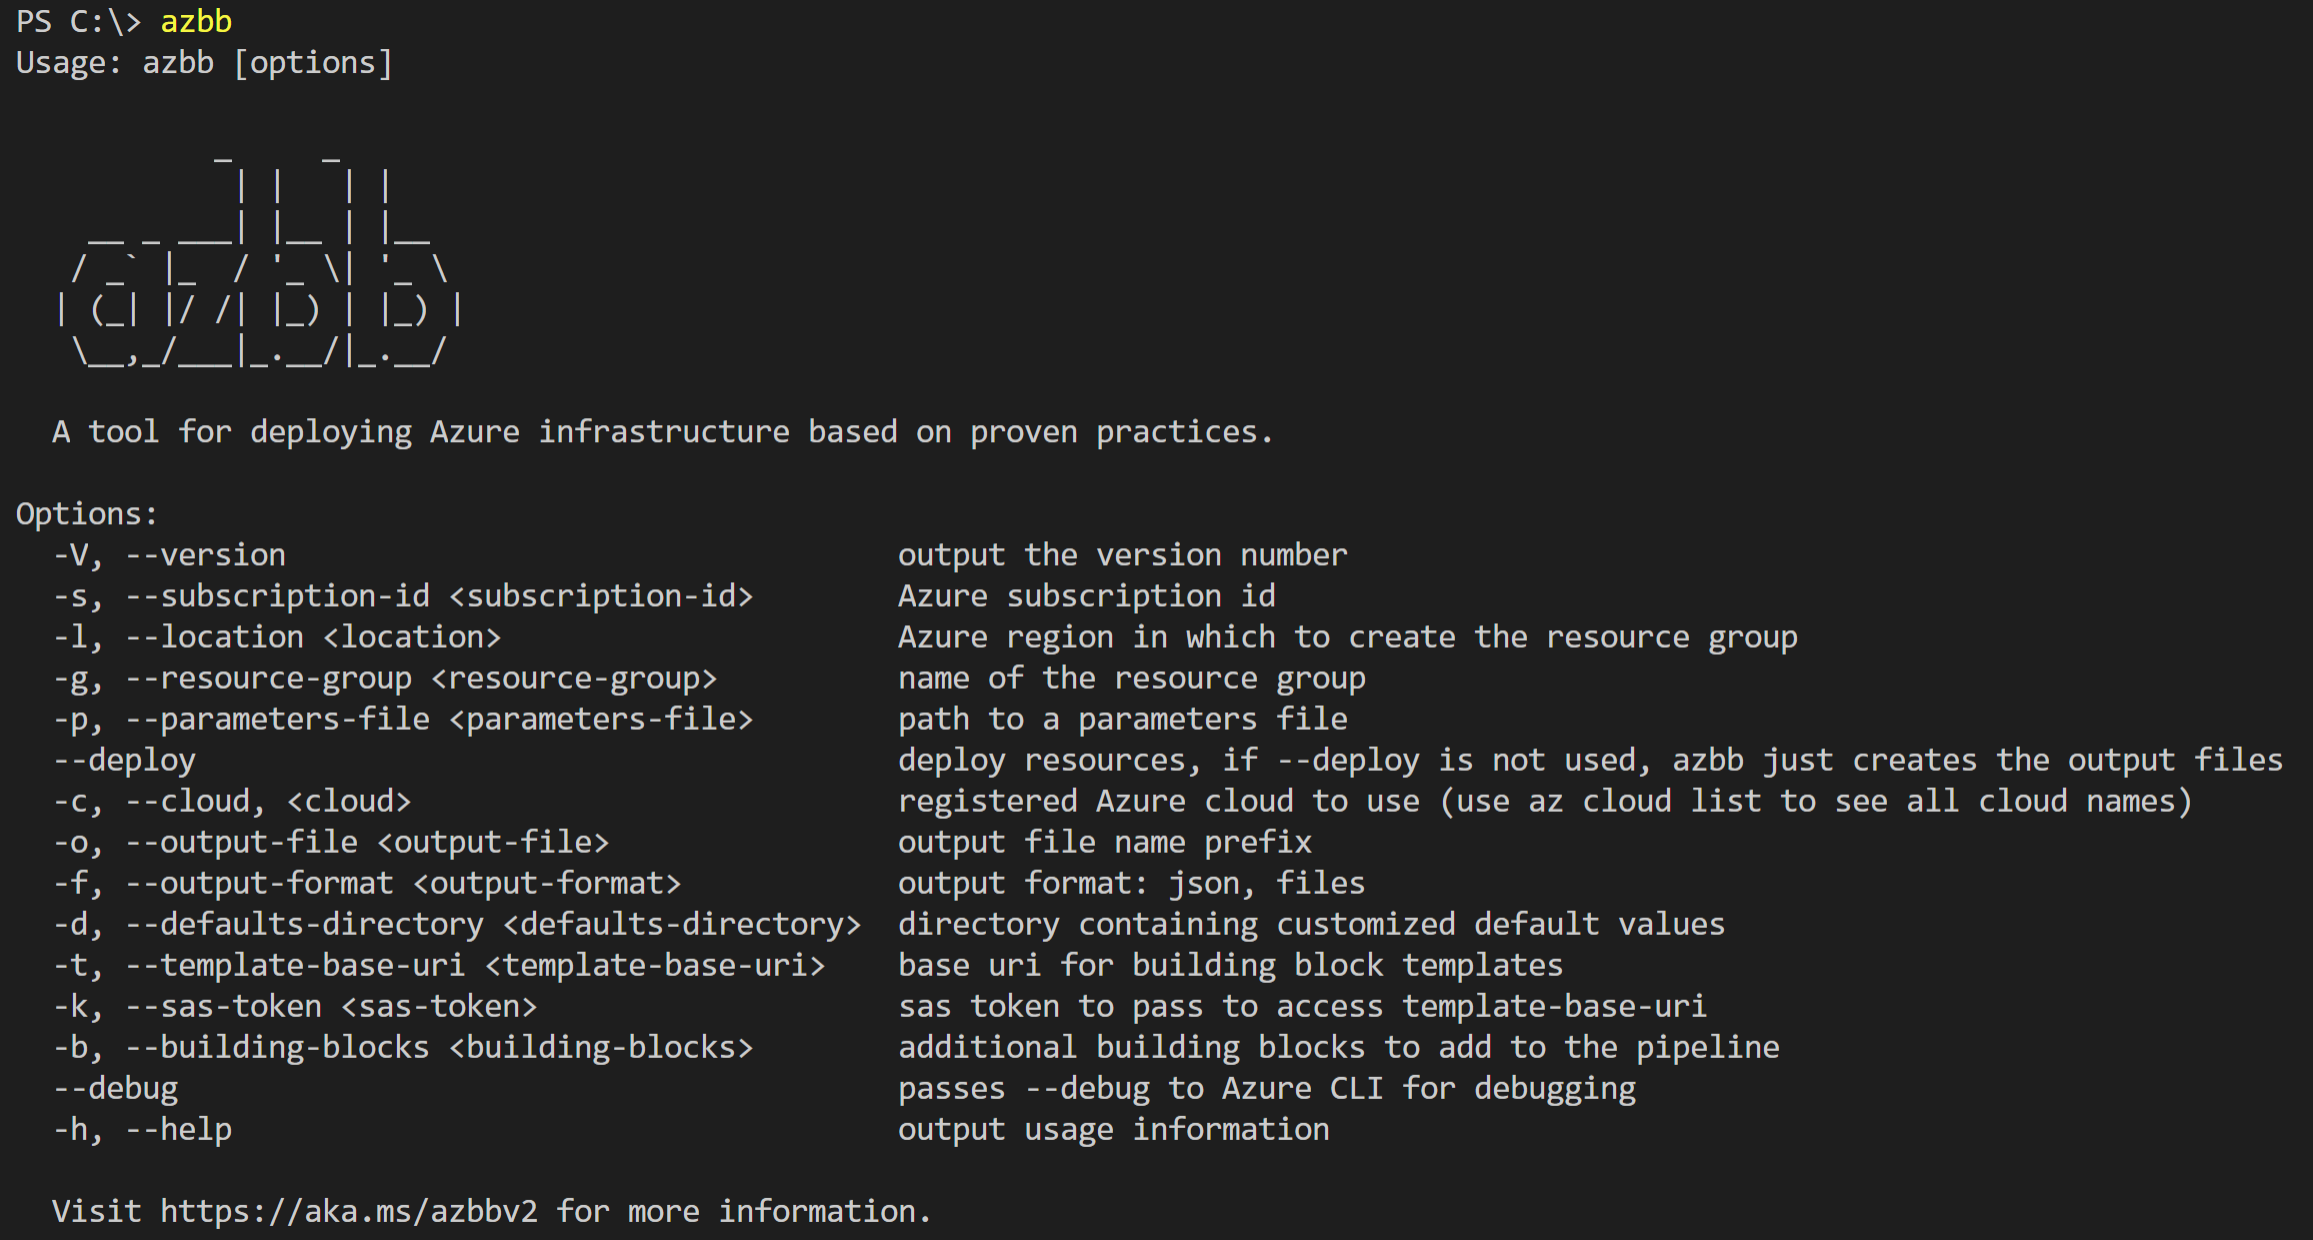 PS C:\> azbb
Usage: azbb [options]
         _     _
          | |   | |
  __ _ ___| |__ | |__
 / _` |_  / '_ \| '_ \
| (_| |/ /| |_) | |_) |
 \__,_/___|_.__/|_.__/
A tool for deploying Azure infrastructure based on proven practices.
Options:
-V, --version                                  output the version number
-s, --subscription-id <subscription-id>        Azure subscription id
-l, --location <location>                      Azure region in which to create the resource group
-g, --resource-group <resource-group>          name of the resource group
-p, --parameters-file <parameters-file>        path to a parameters file
--deploy                                       deploy resources, if --deploy is not used, azbb just creates the output files
-c, --cloud, <cloud>                           registered Azure cloud to use (use az cloud list to see all cloud names)
-o, --output-file <output-file>                output file name prefix
-f, --output-format <output-format>            output format: json, files
-d, --defaults-directory <defaults-directory>  directory containing customized default values
-t, --template-base-uri <template-base-uri>    base uri for building block templates
-k, --sas-token <sas-token>                    sas token to pass to access template-base-uri
-b, --building-blocks <building-blocks>        additional building blocks to add to the pipeline
--debug                                        passes --debug to Azure CLI for debugging
-h, --help                                     output usage information
Visit https://aka.ms/azbbv2 for more information.